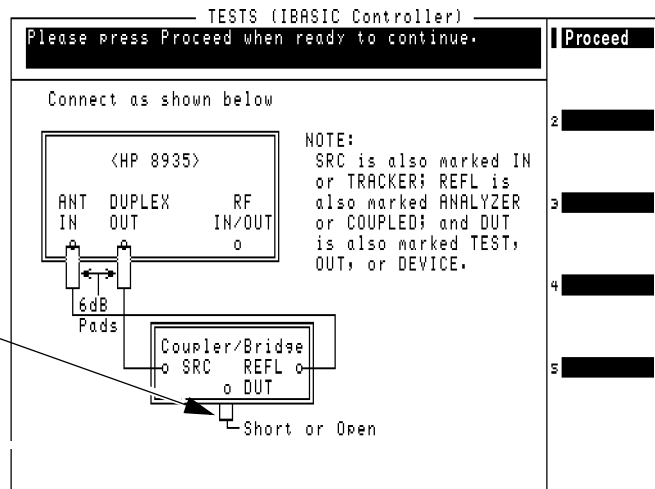 TESTS (IBASIC Controller)
Please press Proceed when ready to continue.
Proceed
Connect as shown below
2
<HP 8935>
ANT DUPLEX RF
IN OUT IN/OUT
NOTE:
SRC is also marked IN
or TRACKER; REFL is
also marked ANALYZER
or COUPLED; and DUT
is also marked TEST,
OUT, or DEVICE.
3
4
6dB
Pads
Coupler/Bridge
SRC REFL
DUT
5
Short or Open